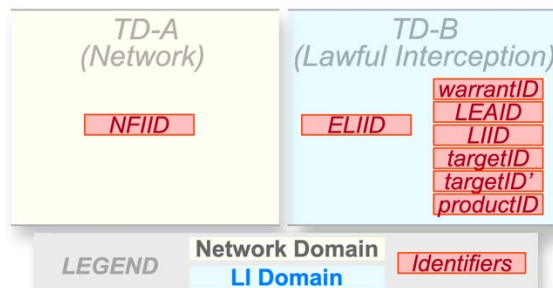 TD-A
(Network)
NFIID
TD-B
(Lawful Interception)
ELIID
warrantID
LEAID
LIID
targetID
targetID’
productID
LEGEND
Network Domain
LI Domain
Identifiers